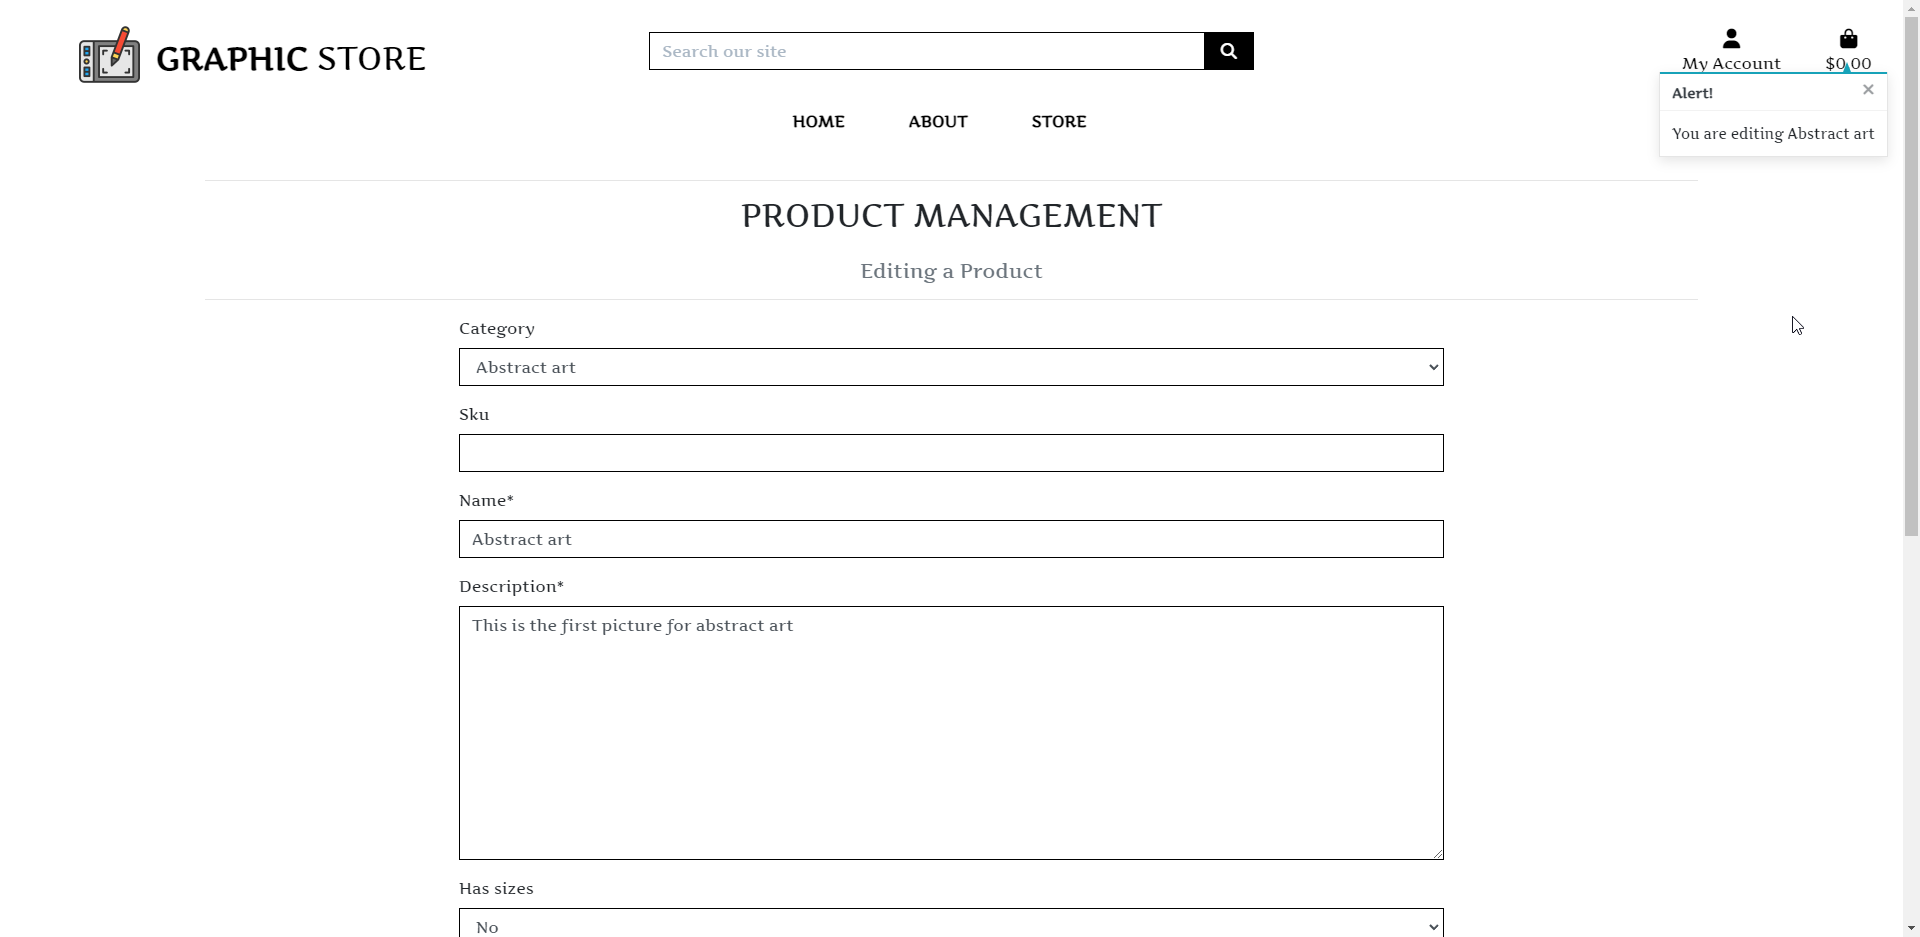 GRAPHIC STORE
Search our site
My Account
$0.00
HOME
ABOUT
STORE
Alert!
×
You are editing Abstract art
PRODUCT MANAGEMENT
Editing a Product
Category
Abstract art
Sku
Name*
Abstract art
Description*
This is the first picture for abstract art
Has sizes
No